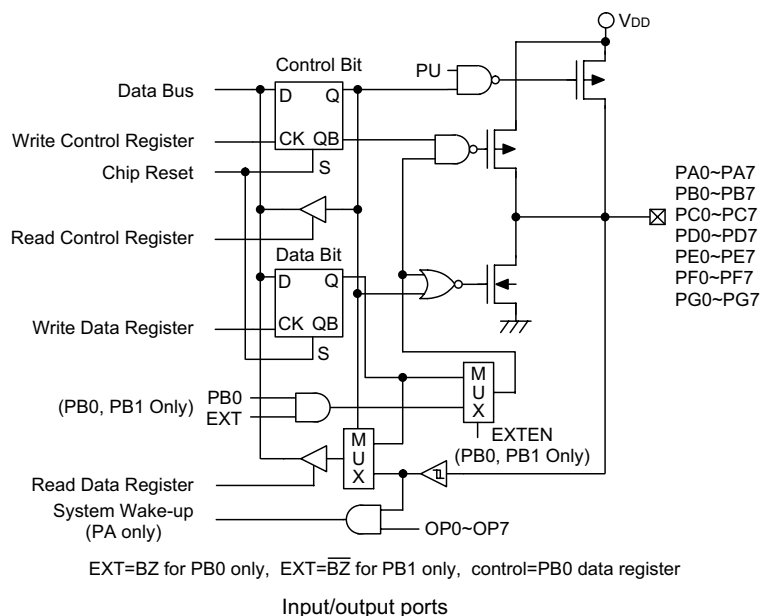 VDD
Control Bit
PU
Data Bus
D Q
Write Control Register
CK QB
Chip Reset
S
PA0~PA7
PB0~PB7
PC0~PC7
PD0~PD7
PE0~PE7
PF0~PF7
PG0~PG7
Read Control Register
Data Bit
D Q
Write Data Register
CK QB
S
M
U
X
PB0
(PB0, PB1 Only)
EXT
M
U
X
EXTEN
(PB0, PB1 Only)
Read Data Register
System Wake-up
(PA only)
OP0~OP7
EXT=BZ for PB0 only, EXT=B̅Z̅ for PB1 only, control=PB0 data register
Input/output ports